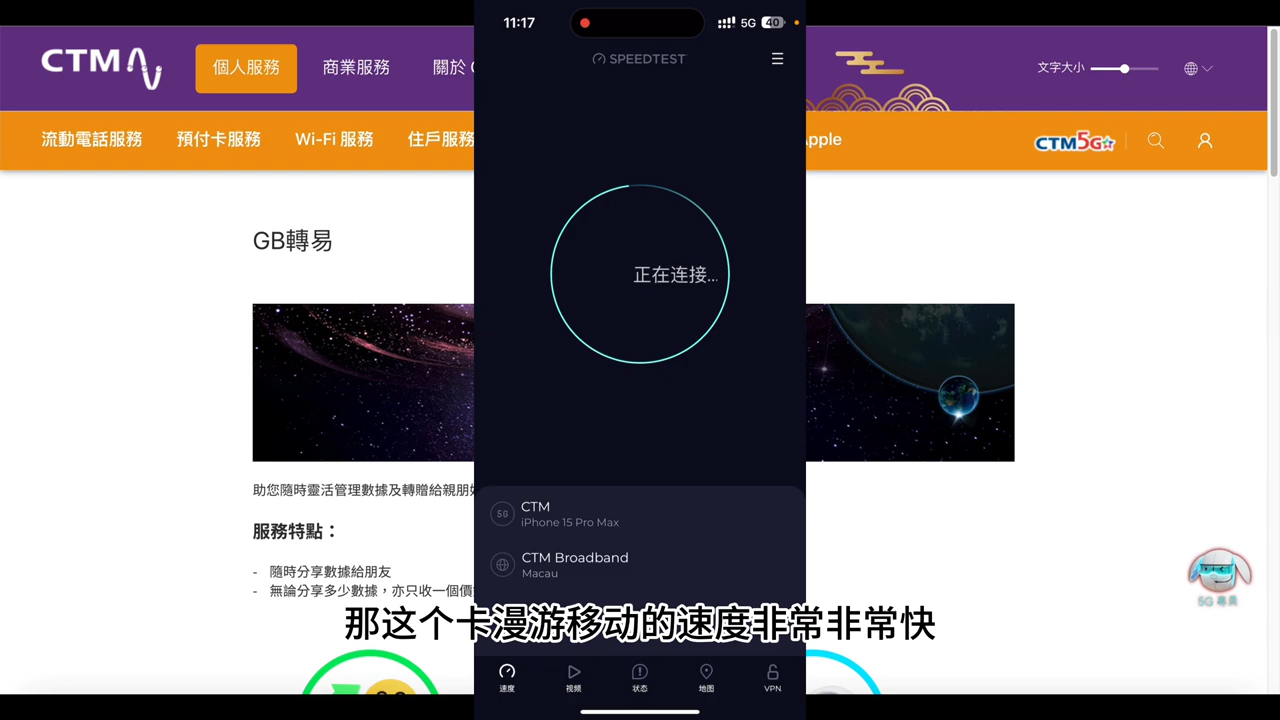 CTM
個人服務
商業服務
關於
文字大小
流動電話服務
預付卡服務
Wi-Fi 服務
住戶服務
Apple
CTM5G
GB轉易
助您隨時靈活管理數據及轉贈給親朋
服務特點：
- 隨時分享數據給朋友
- 無論分享多少數據，亦只收一個價
5G 專員
11:17
5G 40
SPEEDTEST
正在连接...
5G
CTM
iPhone 15 Pro Max
CTM Broadband
Macau
那这个卡漫游移动的速度非常非常快
速度
视频
状态
地图
VPN